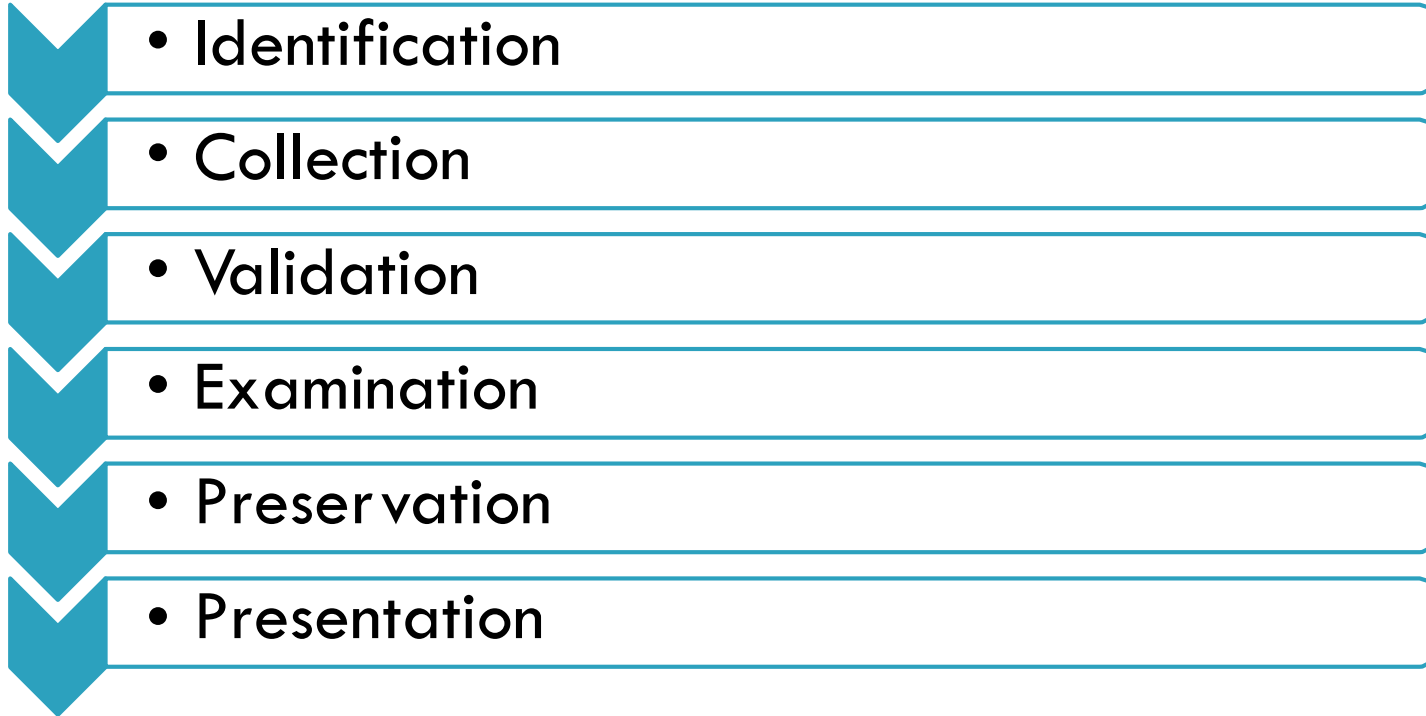 • Identification
• Collection
• Validation
• Examination
• Preservation
• Presentation